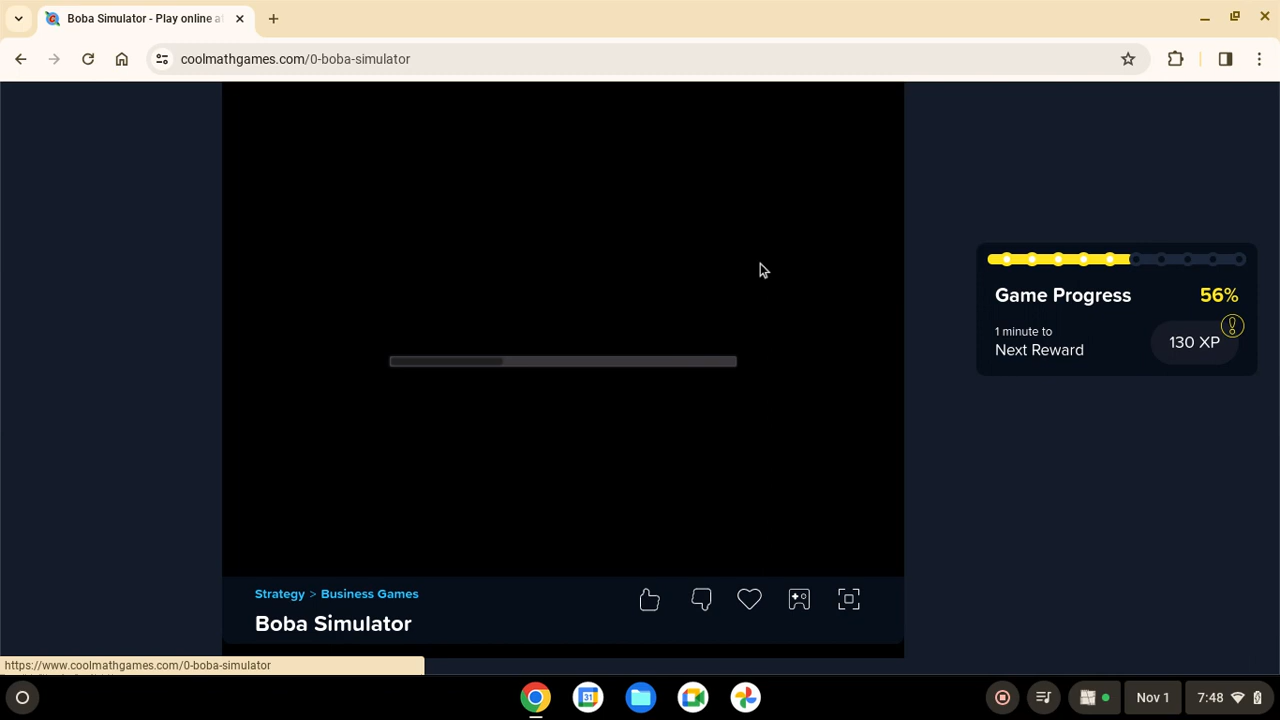 Boba Simulator - Play online a
coolmathgames.com/0-boba-simulator
Game Progress 56%
1 minute to
Next Reward
130 XP
Strategy > Business Games
Boba Simulator
https://www.coolmathgames.com/0-boba-simulator
31
Nov 1
7:48